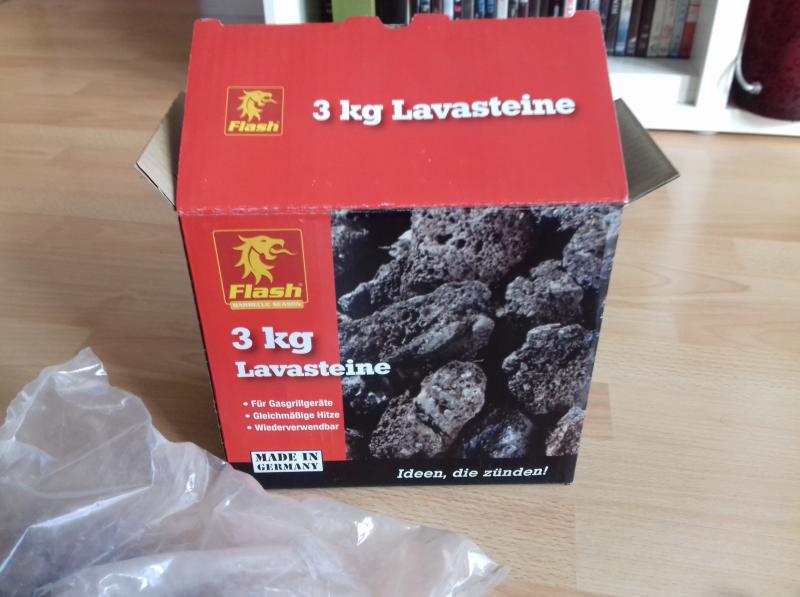 Flash
3 kg Lavasteine
Flash
BARBECUE SEASON
3 kg
Lavasteine
• Für Gasgrillgeräte
• Gleichmäßige Hitze
• Wiederverwendbar
MADE IN
GERMANY
Ideen, die zünden!